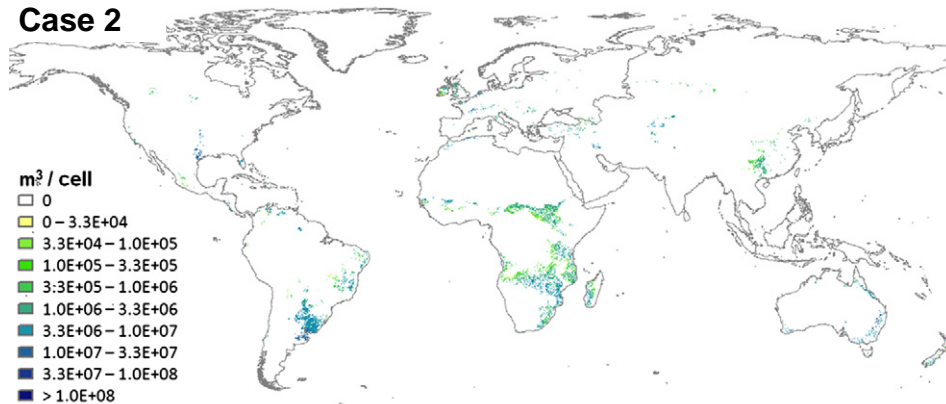 Case 2
m³ / cell
0
0 – 3.3E+04
3.3E+04 – 1.0E+05
1.0E+05 – 3.3E+05
3.3E+05 – 1.0E+06
1.0E+06 – 3.3E+06
3.3E+06 – 1.0E+07
1.0E+07 – 3.3E+07
3.3E+07 – 1.0E+08
> 1.0E+08